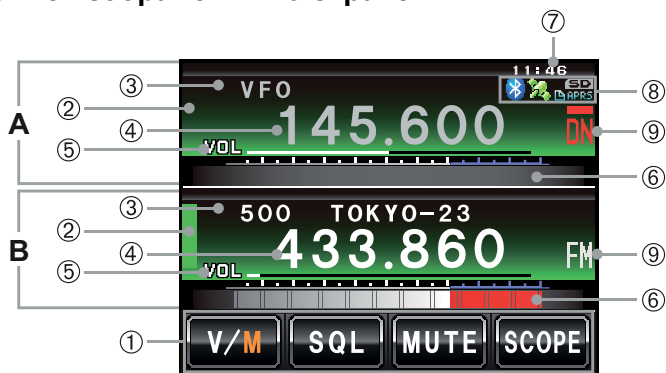 ⑦
11:46
A
③ VFO
SD
APRS ⑧
②
④ 145.600 DN ⑨
⑤ VOL
⑥
B
③ 500 TOKYO-23
②
④ 433.860 FM ⑨
⑤ VOL
⑥
① V/M SQL MUTE SCOPE